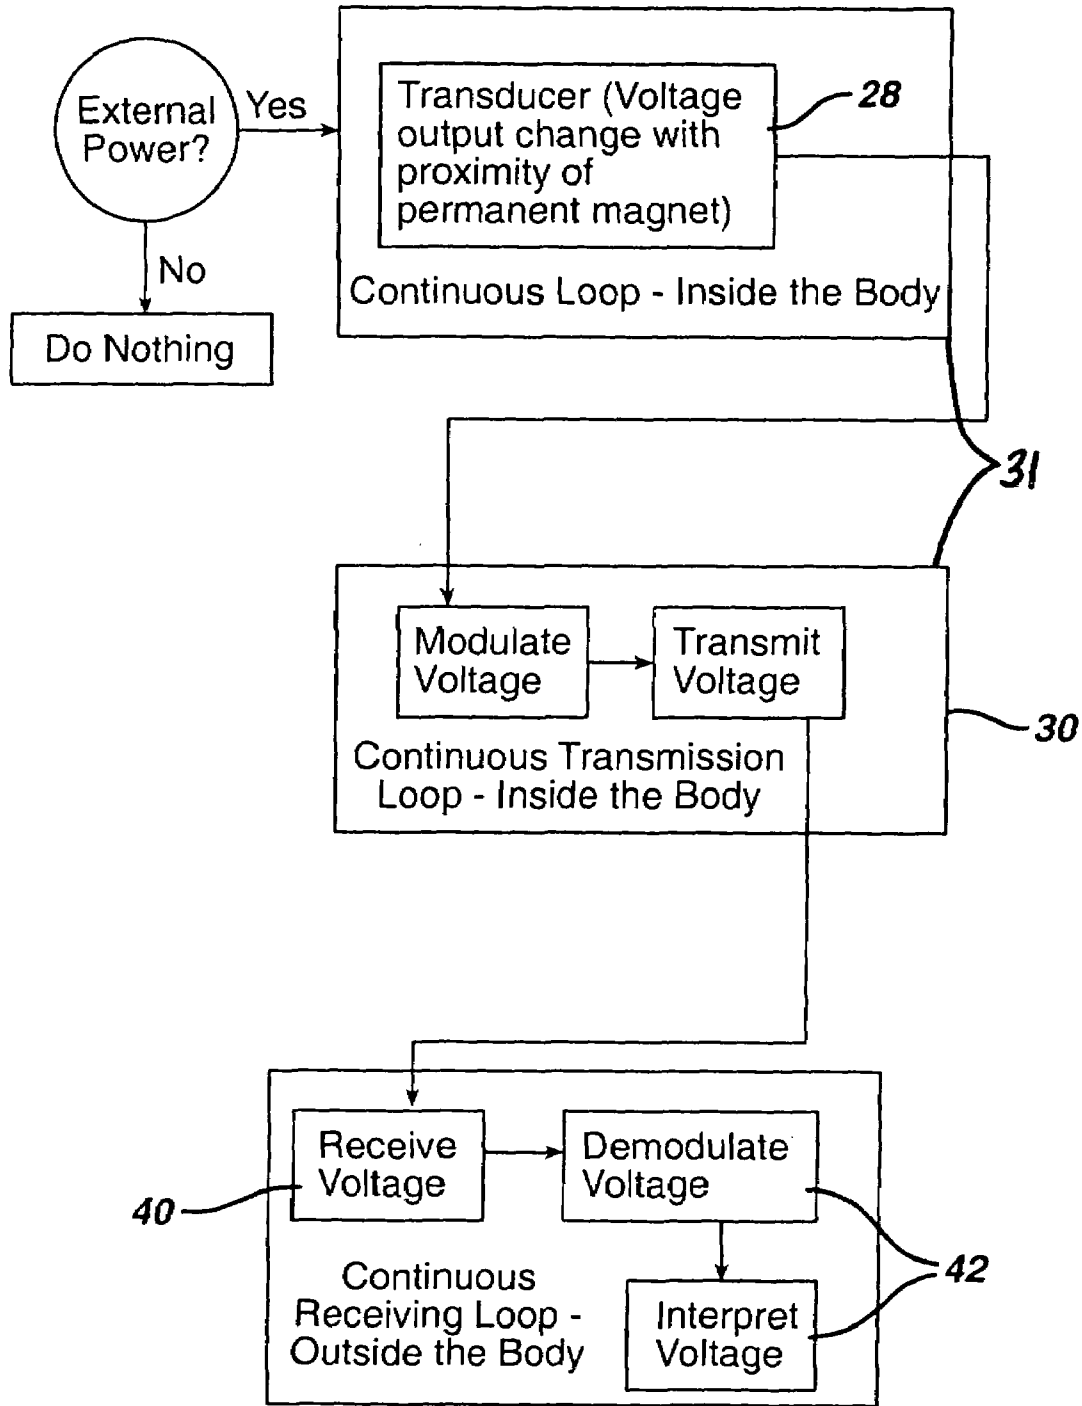 External
Power?
Yes
No
Do Nothing
Transducer (Voltage
output change with
proximity of
permanent magnet)
28
Continuous Loop - Inside the Body
31
Modulate
Voltage
Transmit
Voltage
30
Continuous Transmission
Loop - Inside the Body
Receive
Voltage
40
Demodulate
Voltage
42
Interpret
Voltage
Continuous
Receiving Loop -
Outside the Body